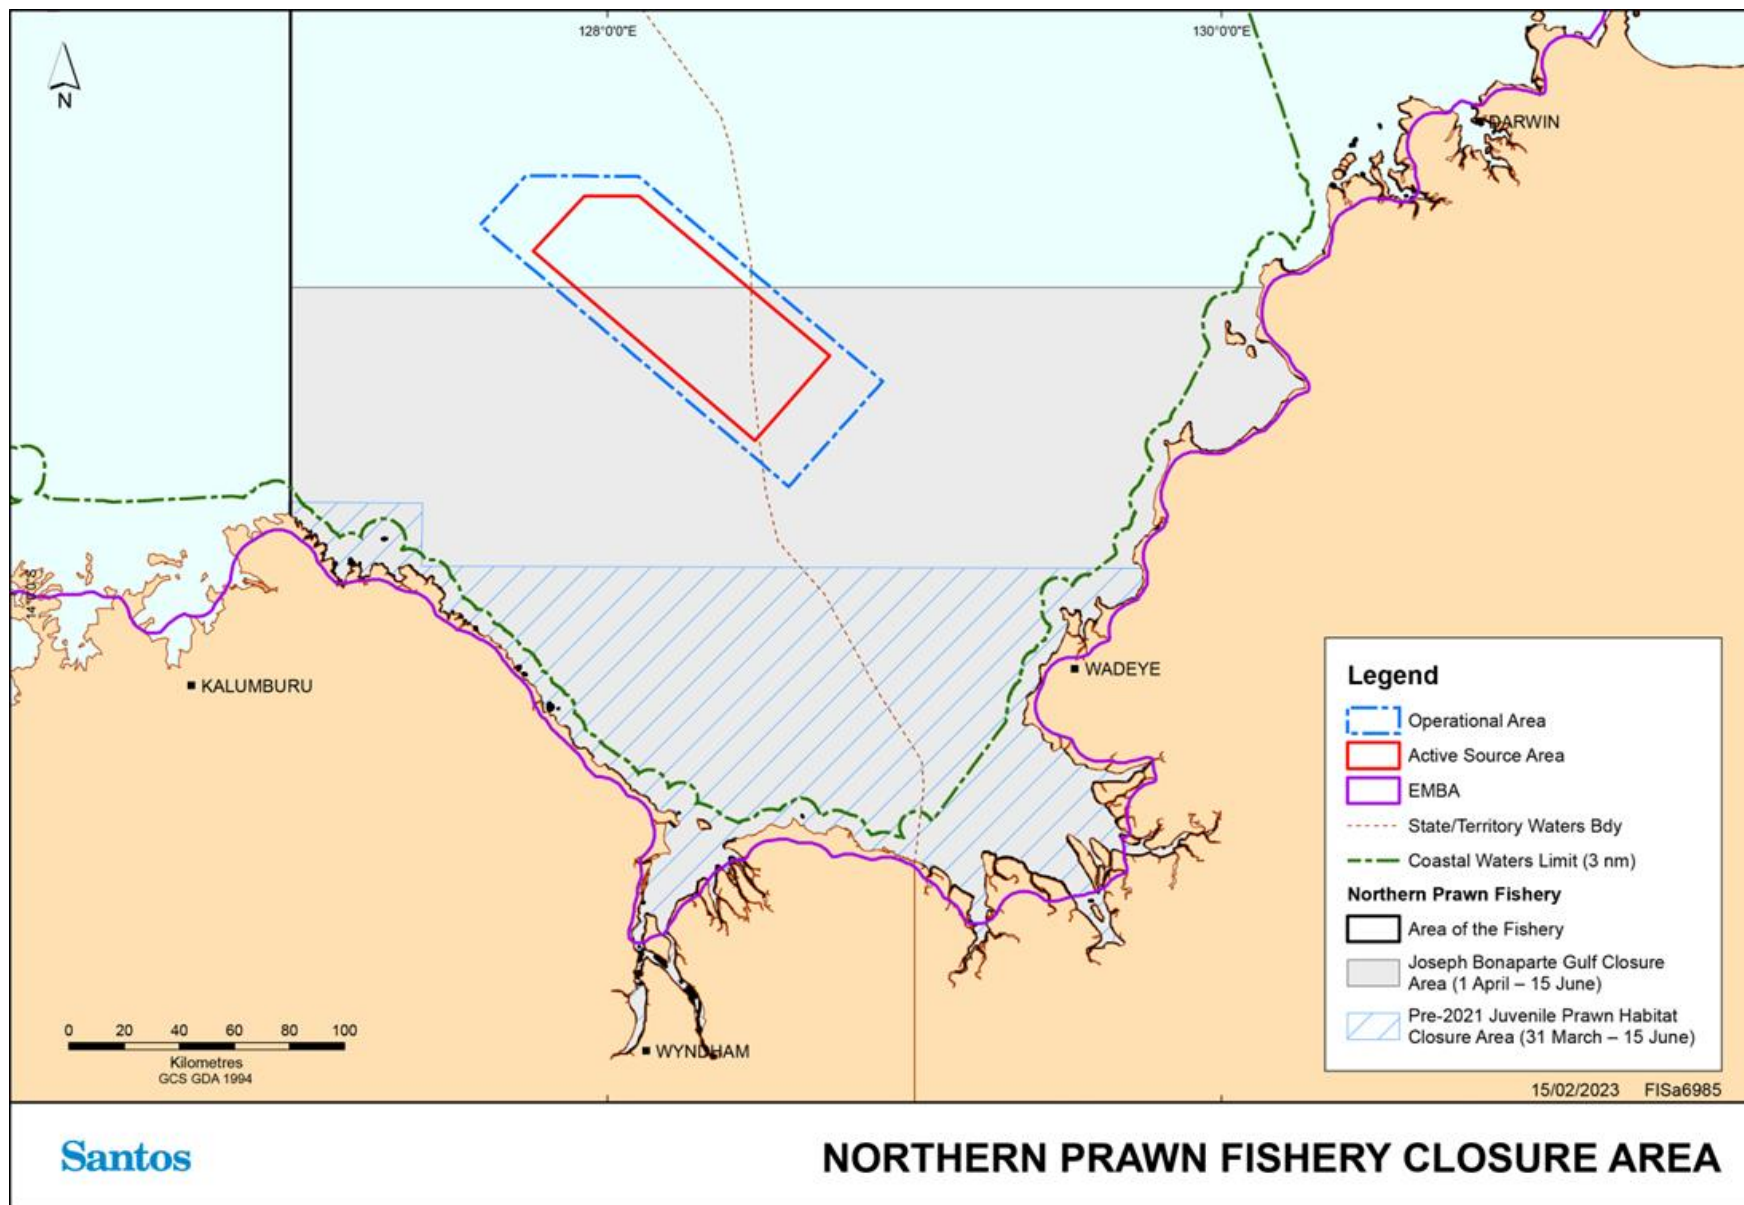 128°0'0"E
130°0'0"E
N
DARWIN
14°0'0"S
KALUMBURU
WADEYE
WYNDHAM
Legend
Operational Area
Active Source Area
EMBA
State/Territory Waters Bdy
Coastal Waters Limit (3 nm)
Northern Prawn Fishery
Area of the Fishery
Joseph Bonaparte Gulf Closure
Area (1 April – 15 June)
Pre-2021 Juvenile Prawn Habitat
Closure Area (31 March – 15 June)
0 20 40 60 80 100
Kilometres
GCS GDA 1994
15/02/2023 FISa6985
Santos
NORTHERN PRAWN FISHERY CLOSURE AREA